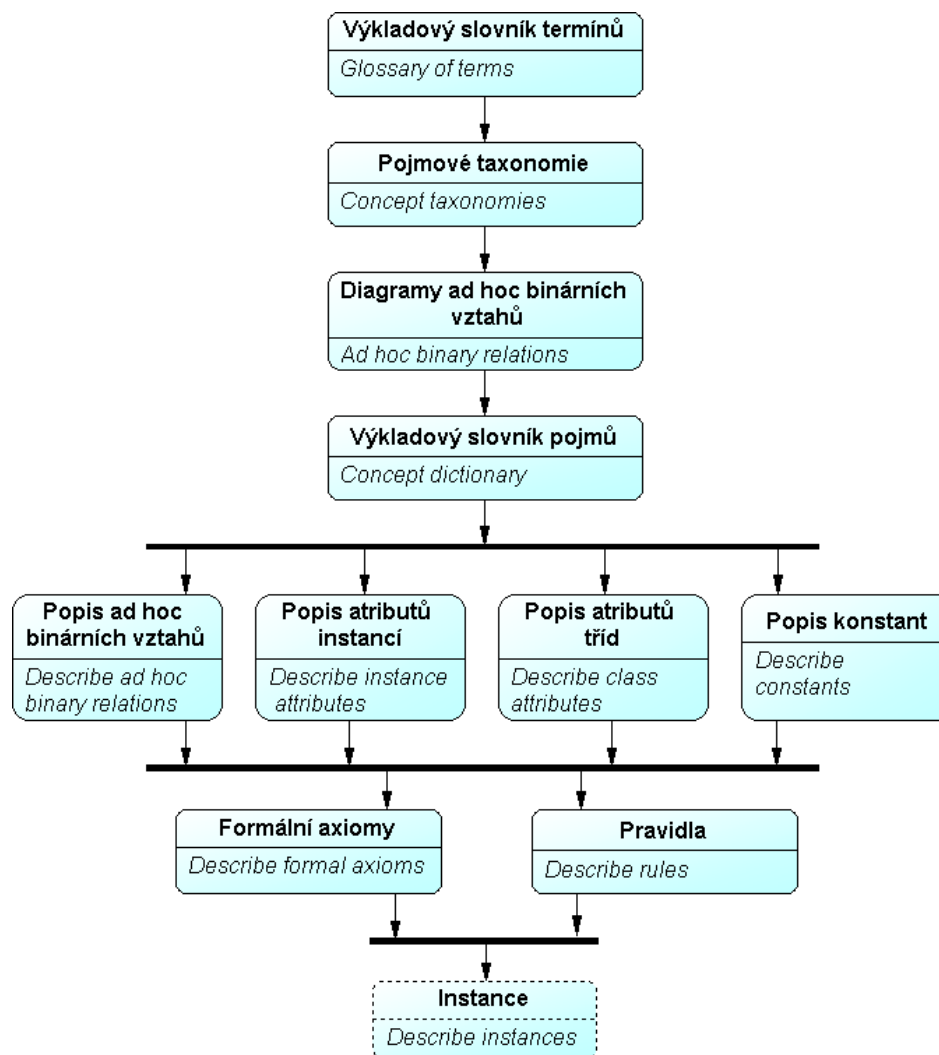 Výkladový slovník termínů
Glossary of terms
Pojmové taxonomie
Concept taxonomies
Diagramy ad hoc binárních
vztahů
Ad hoc binary relations
Výkladový slovník pojmů
Concept dictionary
Popis ad hoc
binárních vztahů
Describe ad hoc
binary relations
Popis atributů
instancí
Describe instance
attributes
Popis atributů
tříd
Describe class
attributes
Popis konstant
Describe
constants
Formální axiomy
Describe formal axioms
Pravidla
Describe rules
Instance
Describe instances